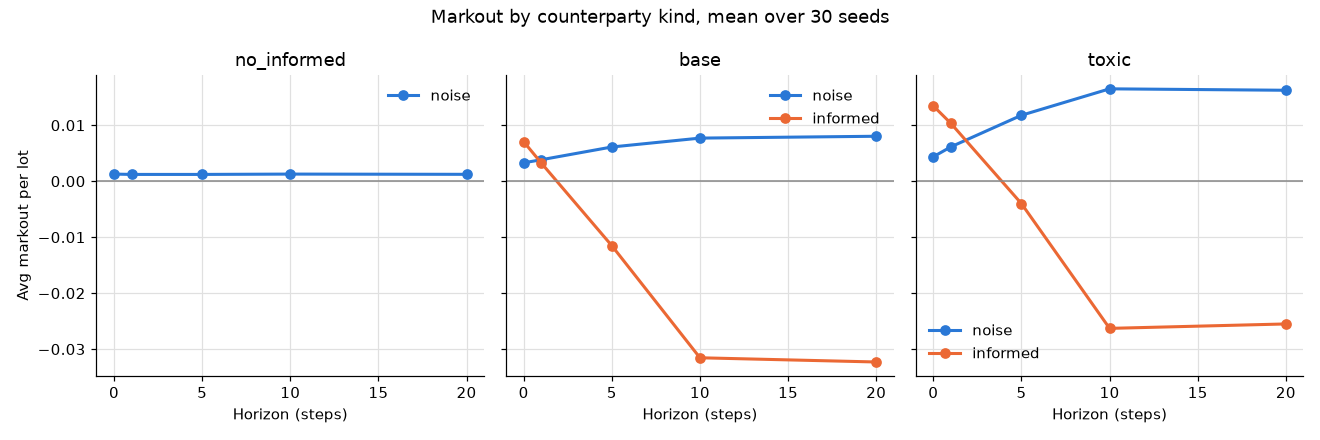 Markout by counterparty kind, mean over 30 seeds
no_informed
base
toxic
Avg markout per lot
0.01
0.00
−0.01
−0.02
−0.03
noise
noise
informed
noise
informed
0 5 10 15 20
0 5 10 15 20
0 5 10 15 20
Horizon (steps)
Horizon (steps)
Horizon (steps)